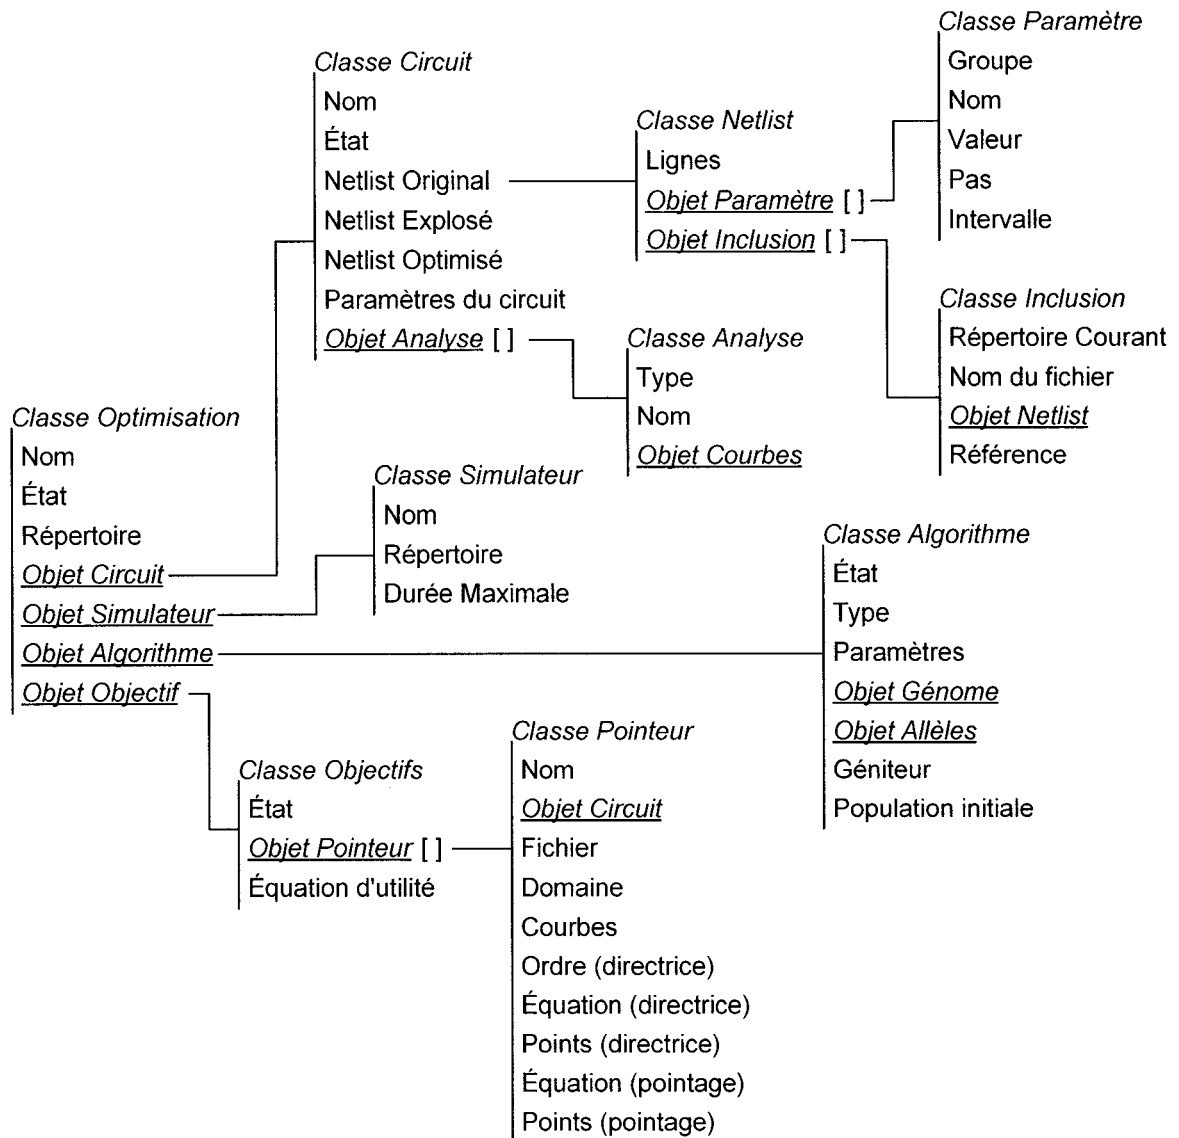 Classe Paramètre
Groupe
Nom
Valeur
Pas
Intervalle
Classe Circuit
Nom
État
Netlist Original
Netlist Explosé
Netlist Optimisé
Paramètres du circuit
Objet Analyse [ ]
Classe Netlist
Lignes
Objet Paramètre [ ]
Objet Inclusion [ ]
Classe Inclusion
Répertoire Courant
Nom du fichier
Objet Netlist
Référence
Classe Analyse
Type
Nom
Objet Courbes
Classe Optimisation
Nom
État
Répertoire
Objet Circuit
Objet Simulateur
Objet Algorithme
Objet Objectif
Classe Simulateur
Nom
Répertoire
Durée Maximale
Classe Algorithme
État
Type
Paramètres
Objet Génome
Objet Allèles
Géniteur
Population initiale
Classe Objectifs
État
Objet Pointeur [ ]
Équation d'utilité
Classe Pointeur
Nom
Objet Circuit
Fichier
Domaine
Courbes
Ordre (directrice)
Équation (directrice)
Points (directrice)
Équation (pointage)
Points (pointage)